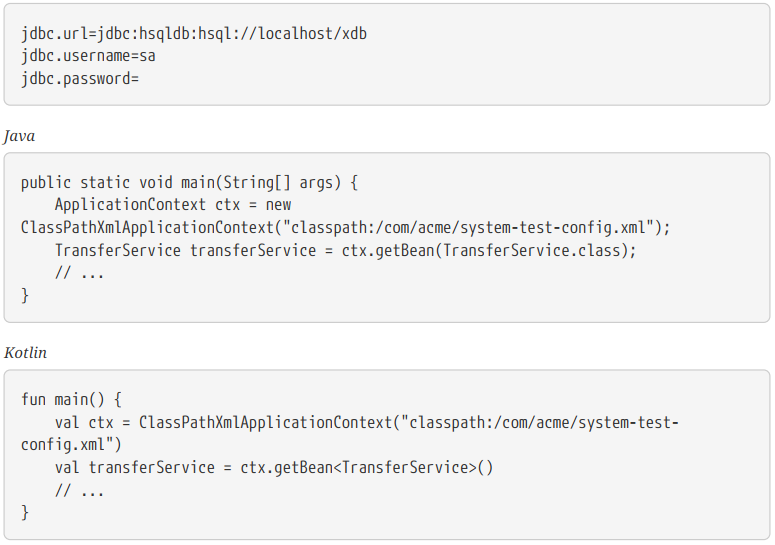 jdbc.url=jdbc:hsqldb:hsql://localhost/xdb
jdbc.username=sa
jdbc.password=
Java
public static void main(String[] args) {
    ApplicationContext ctx = new
ClassPathXmlApplicationContext("classpath:/com/acme/system-test-config.xml");
    TransferService transferService = ctx.getBean(TransferService.class);
    // ...
}
Kotlin
fun main() {
    val ctx = ClassPathXmlApplicationContext("classpath:/com/acme/system-test-
config.xml")
    val transferService = ctx.getBean<TransferService>()
    // ...
}